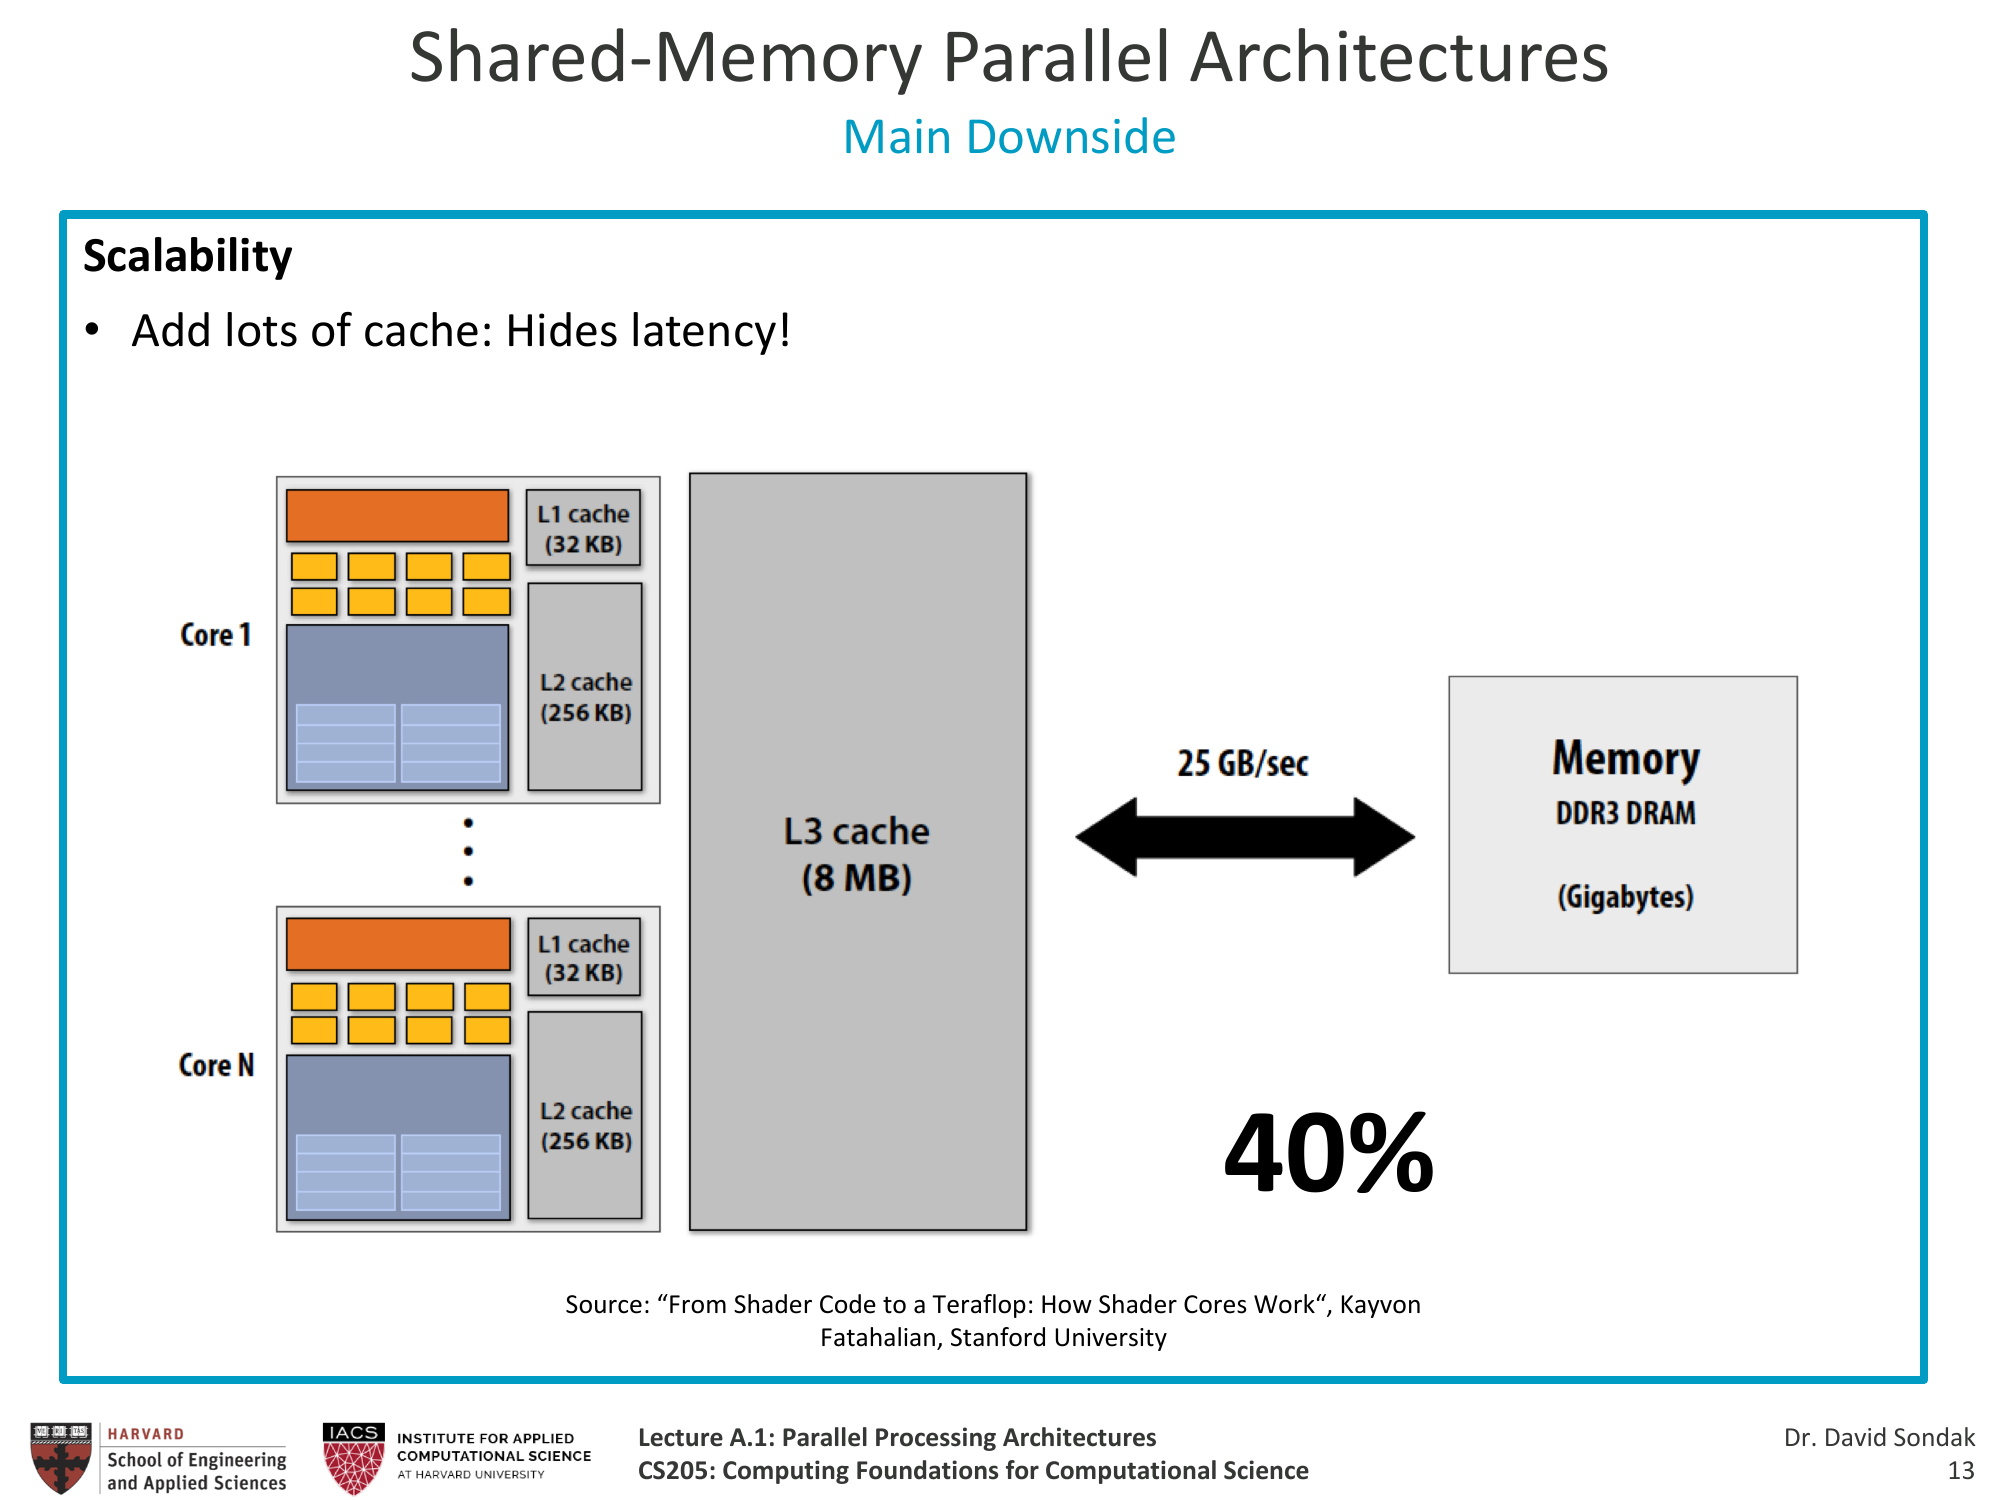 Shared-Memory Parallel Architectures
Main Downside
Scalability
• Add lots of cache: Hides latency!
Core 1
L1 cache
(32 KB)
L2 cache
(256 KB)
Core N
L1 cache
(32 KB)
L2 cache
(256 KB)
L3 cache
(8 MB)
25 GB/sec
Memory
DDR3 DRAM
(Gigabytes)
40%
Source: “From Shader Code to a Teraflop: How Shader Cores Work“, Kayvon
Fatahalian, Stanford University
HARVARD
School of Engineering
and Applied Sciences
IACS
INSTITUTE FOR APPLIED
COMPUTATIONAL SCIENCE
AT HARVARD UNIVERSITY
Lecture A.1: Parallel Processing Architectures
CS205: Computing Foundations for Computational Science
Dr. David Sondak
13